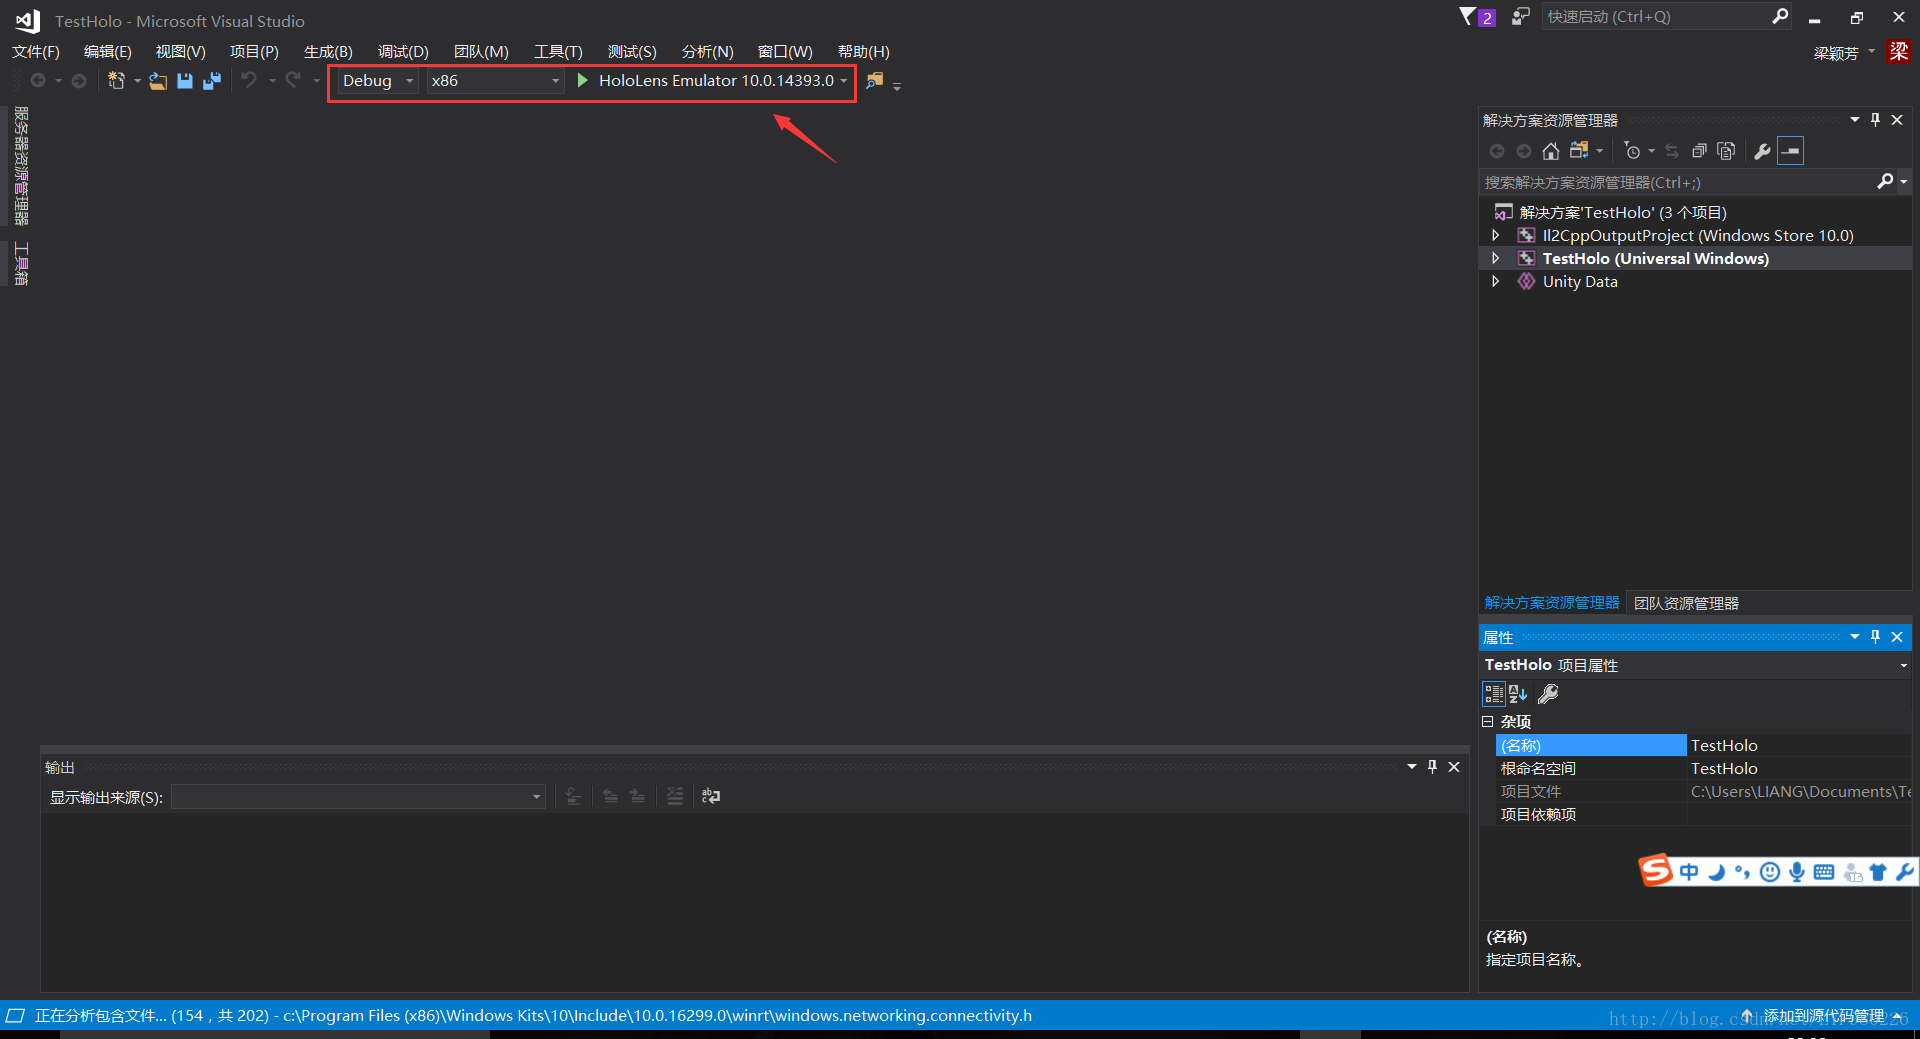 TestHolo - Microsoft Visual Studio
2
快速启动 (Ctrl+Q)
文件(F) 编辑(E) 视图(V) 项目(P) 生成(B) 调试(D) 团队(M) 工具(T) 测试(S) 分析(N) 窗口(W) 帮助(H)
梁颖芳
梁
Debug x86 HoloLens Emulator 10.0.14393.0
服务器资源管理器
工具箱
解决方案资源管理器
搜索解决方案资源管理器(Ctrl+;)
解决方案'TestHolo' (3 个项目)
Il2CppOutputProject (Windows Store 10.0)
TestHolo (Universal Windows)
Unity Data
解决方案资源管理器 团队资源管理器
属性
TestHolo 项目属性
杂项
(名称) TestHolo
根命名空间 TestHolo
项目文件 C:\Users\LIANG\Documents\Te
项目依赖项
(名称)
指定项目名称。
输出
显示输出来源(S):
中
正在分析包含文件... (154，共 202) - c:\Program Files (x86)\Windows Kits\10\Include\10.0.16299.0\winrt\windows.networking.connectivity.h
添加到源代码管理